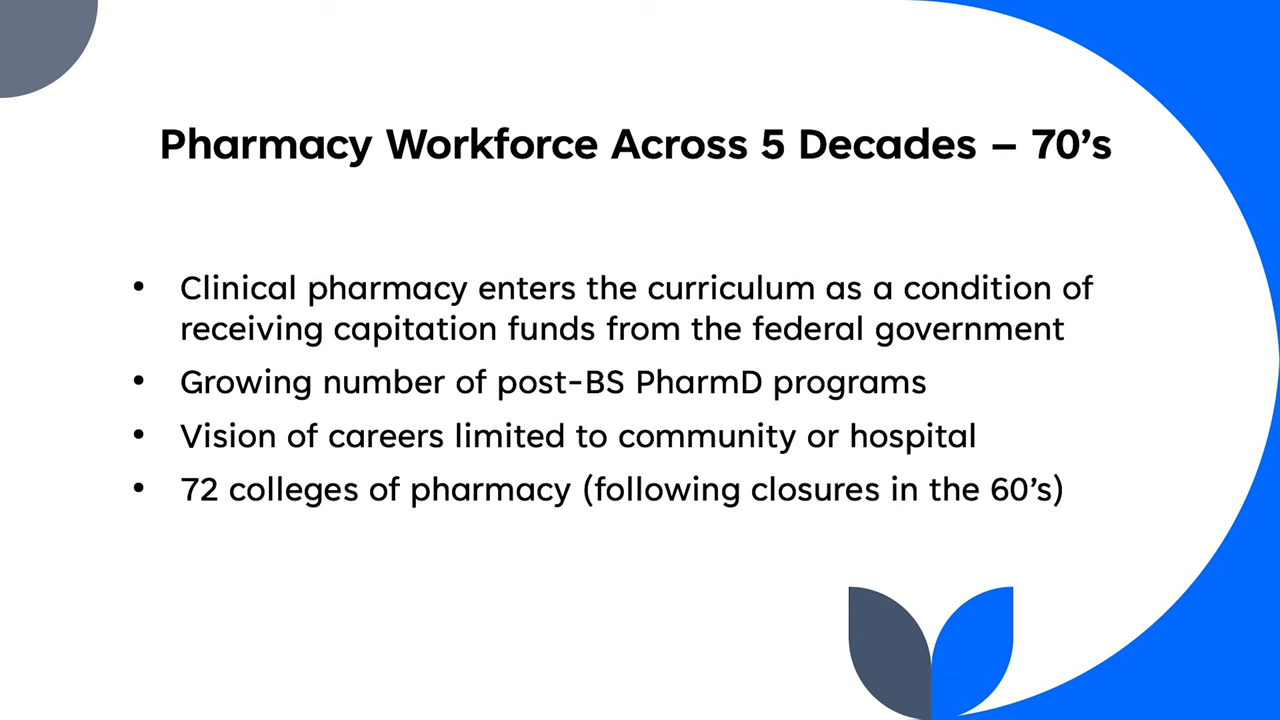 Pharmacy Workforce Across 5 Decades – 70’s
• Clinical pharmacy enters the curriculum as a condition of
receiving capitation funds from the federal government
• Growing number of post-BS PharmD programs
• Vision of careers limited to community or hospital
• 72 colleges of pharmacy (following closures in the 60’s)